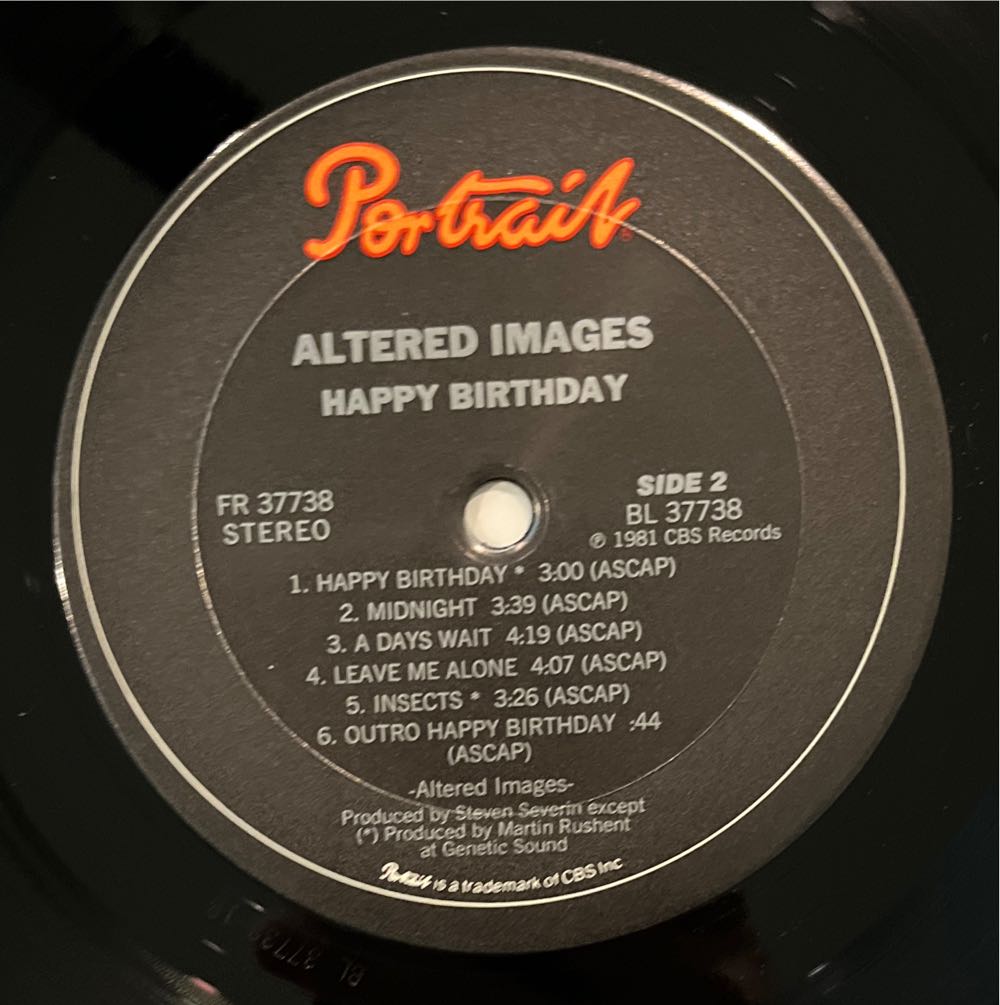 Portrait®
ALTERED IMAGES
HAPPY BIRTHDAY
FR 37738
STEREO
SIDE 2
BL 37738
℗ 1981 CBS Records
1. HAPPY BIRTHDAY * 3:00 (ASCAP)
2. MIDNIGHT 3:39 (ASCAP)
3. A DAYS WAIT 4:19 (ASCAP)
4. LEAVE ME ALONE 4:07 (ASCAP)
5. INSECTS * 3:26 (ASCAP)
6. OUTRO HAPPY BIRTHDAY :44
(ASCAP)
-Altered Images-
Produced by Steven Severin except
(*) Produced by Martin Rushent
at Genetic Sound
Portrait is a trademark of CBS Inc